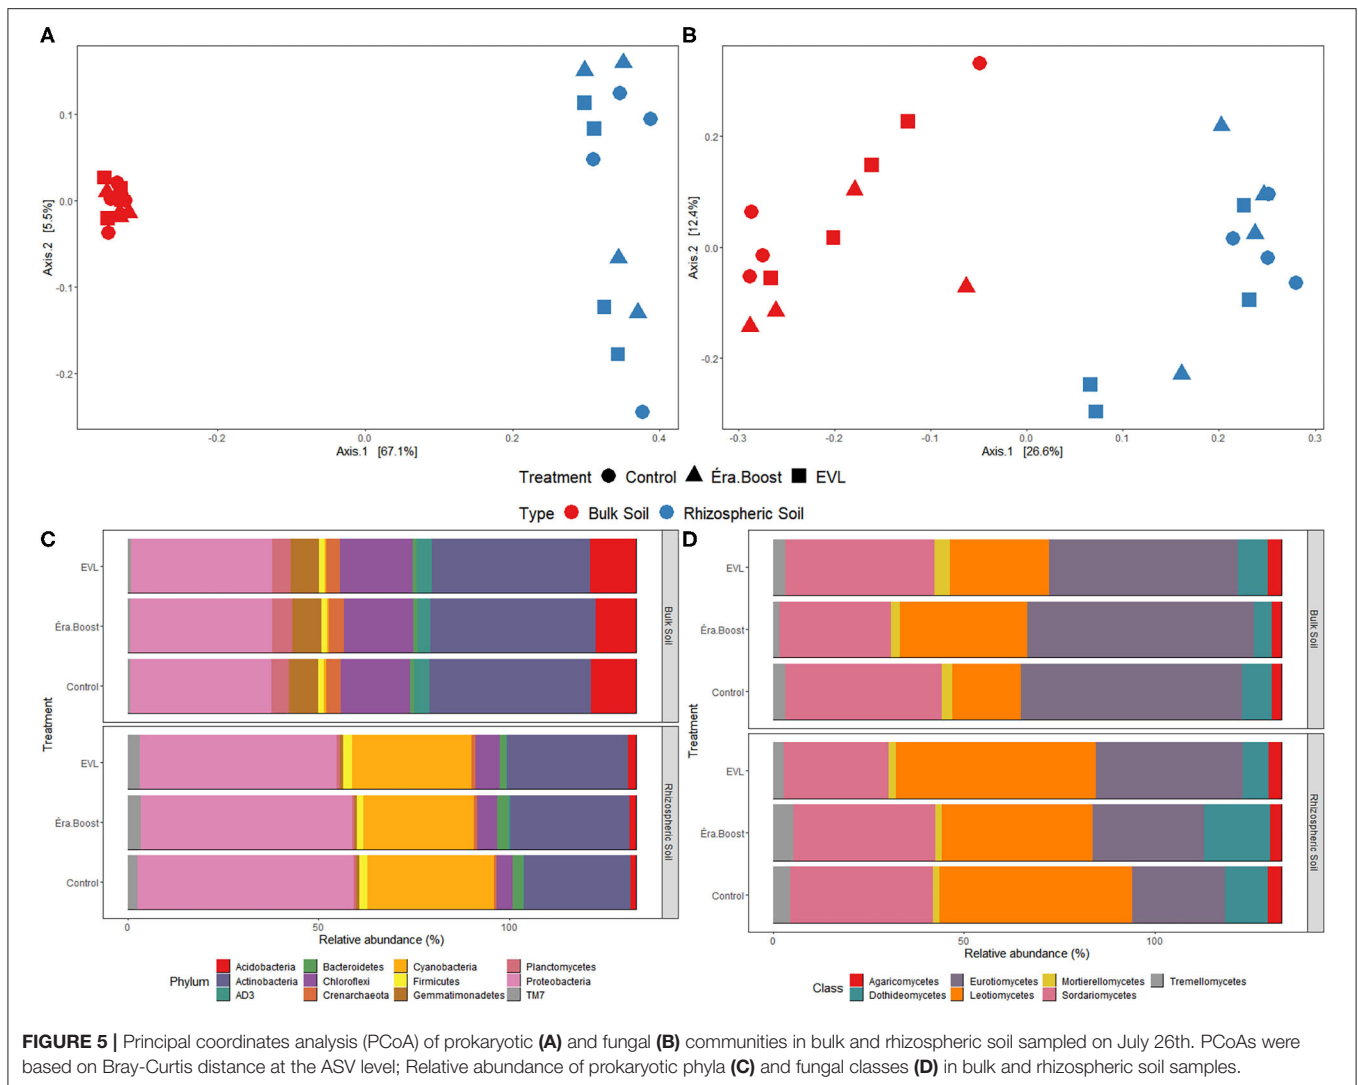 A
B
0.1
0.0
-0.1
-0.2
Axis.2 [5.5%]
-0.2
0.0
0.2
0.4
Axis.1 [67.1%]
0.2
0.0
-0.2
Axis.2 [12.4%]
-0.3
-0.2
-0.1
0.0
0.1
0.2
0.3
Axis.1 [26.6%]
Treatment Control Éra.Boost EVL
Type Bulk Soil Rhizospheric Soil
C
EVL
Éra.Boost
Control
Bulk Soil
Treatment
EVL
Éra.Boost
Control
Rhizospheric Soil
0
50
100
Relative abundance (%)
Phylum
Acidobacteria Bacteroidetes Cyanobacteria Planctomycetes
Actinobacteria Chloroflexi Firmicutes Proteobacteria
AD3 Crenarchaeota Gemmatimonadetes TM7
D
EVL
Éra.Boost
Control
Bulk Soil
Treatment
EVL
Éra.Boost
Control
Rhizospheric Soil
0
50
100
Relative abundance (%)
Class
Agaricomycetes Eurotiomycetes Mortierellomycetes Tremellomycetes
Dothideomycetes Leotiomycetes Sordariomycetes
FIGURE 5 | Principal coordinates analysis (PCoA) of prokaryotic (A) and fungal (B) communities in bulk and rhizospheric soil sampled on July 26th. PCoAs were
based on Bray-Curtis distance at the ASV level; Relative abundance of prokaryotic phyla (C) and fungal classes (D) in bulk and rhizospheric soil samples.